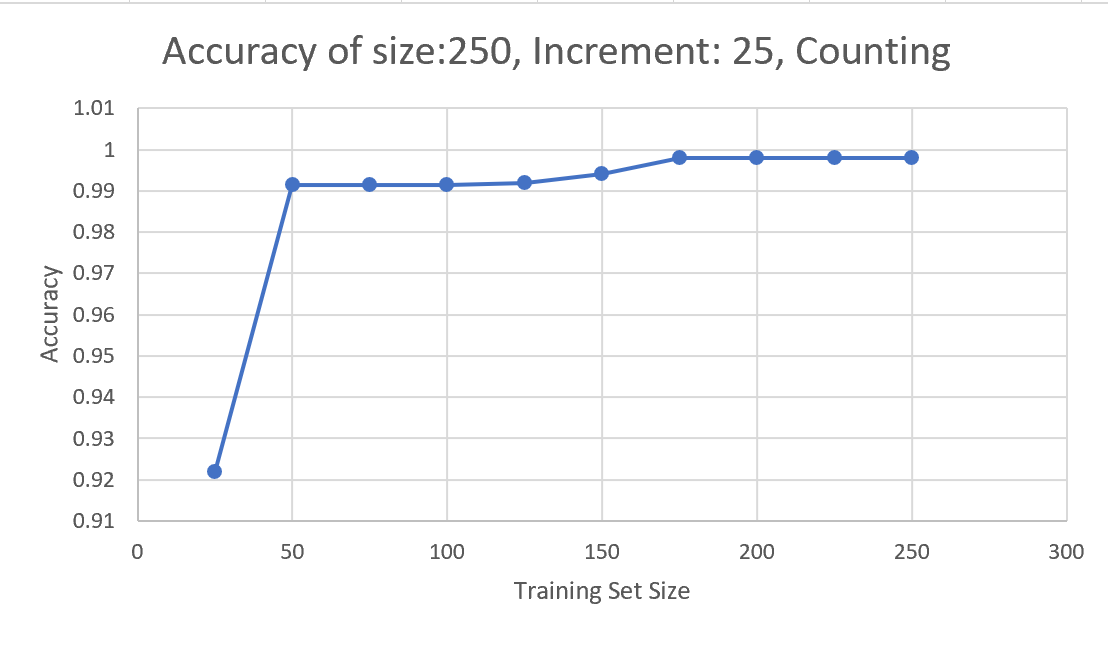 Accuracy of size:250, Increment: 25, Counting
1.01
1
0.99
0.98
0.97
0.96
0.95
0.94
0.93
0.92
0.91
Accuracy
0 50 100 150 200 250 300
Training Set Size